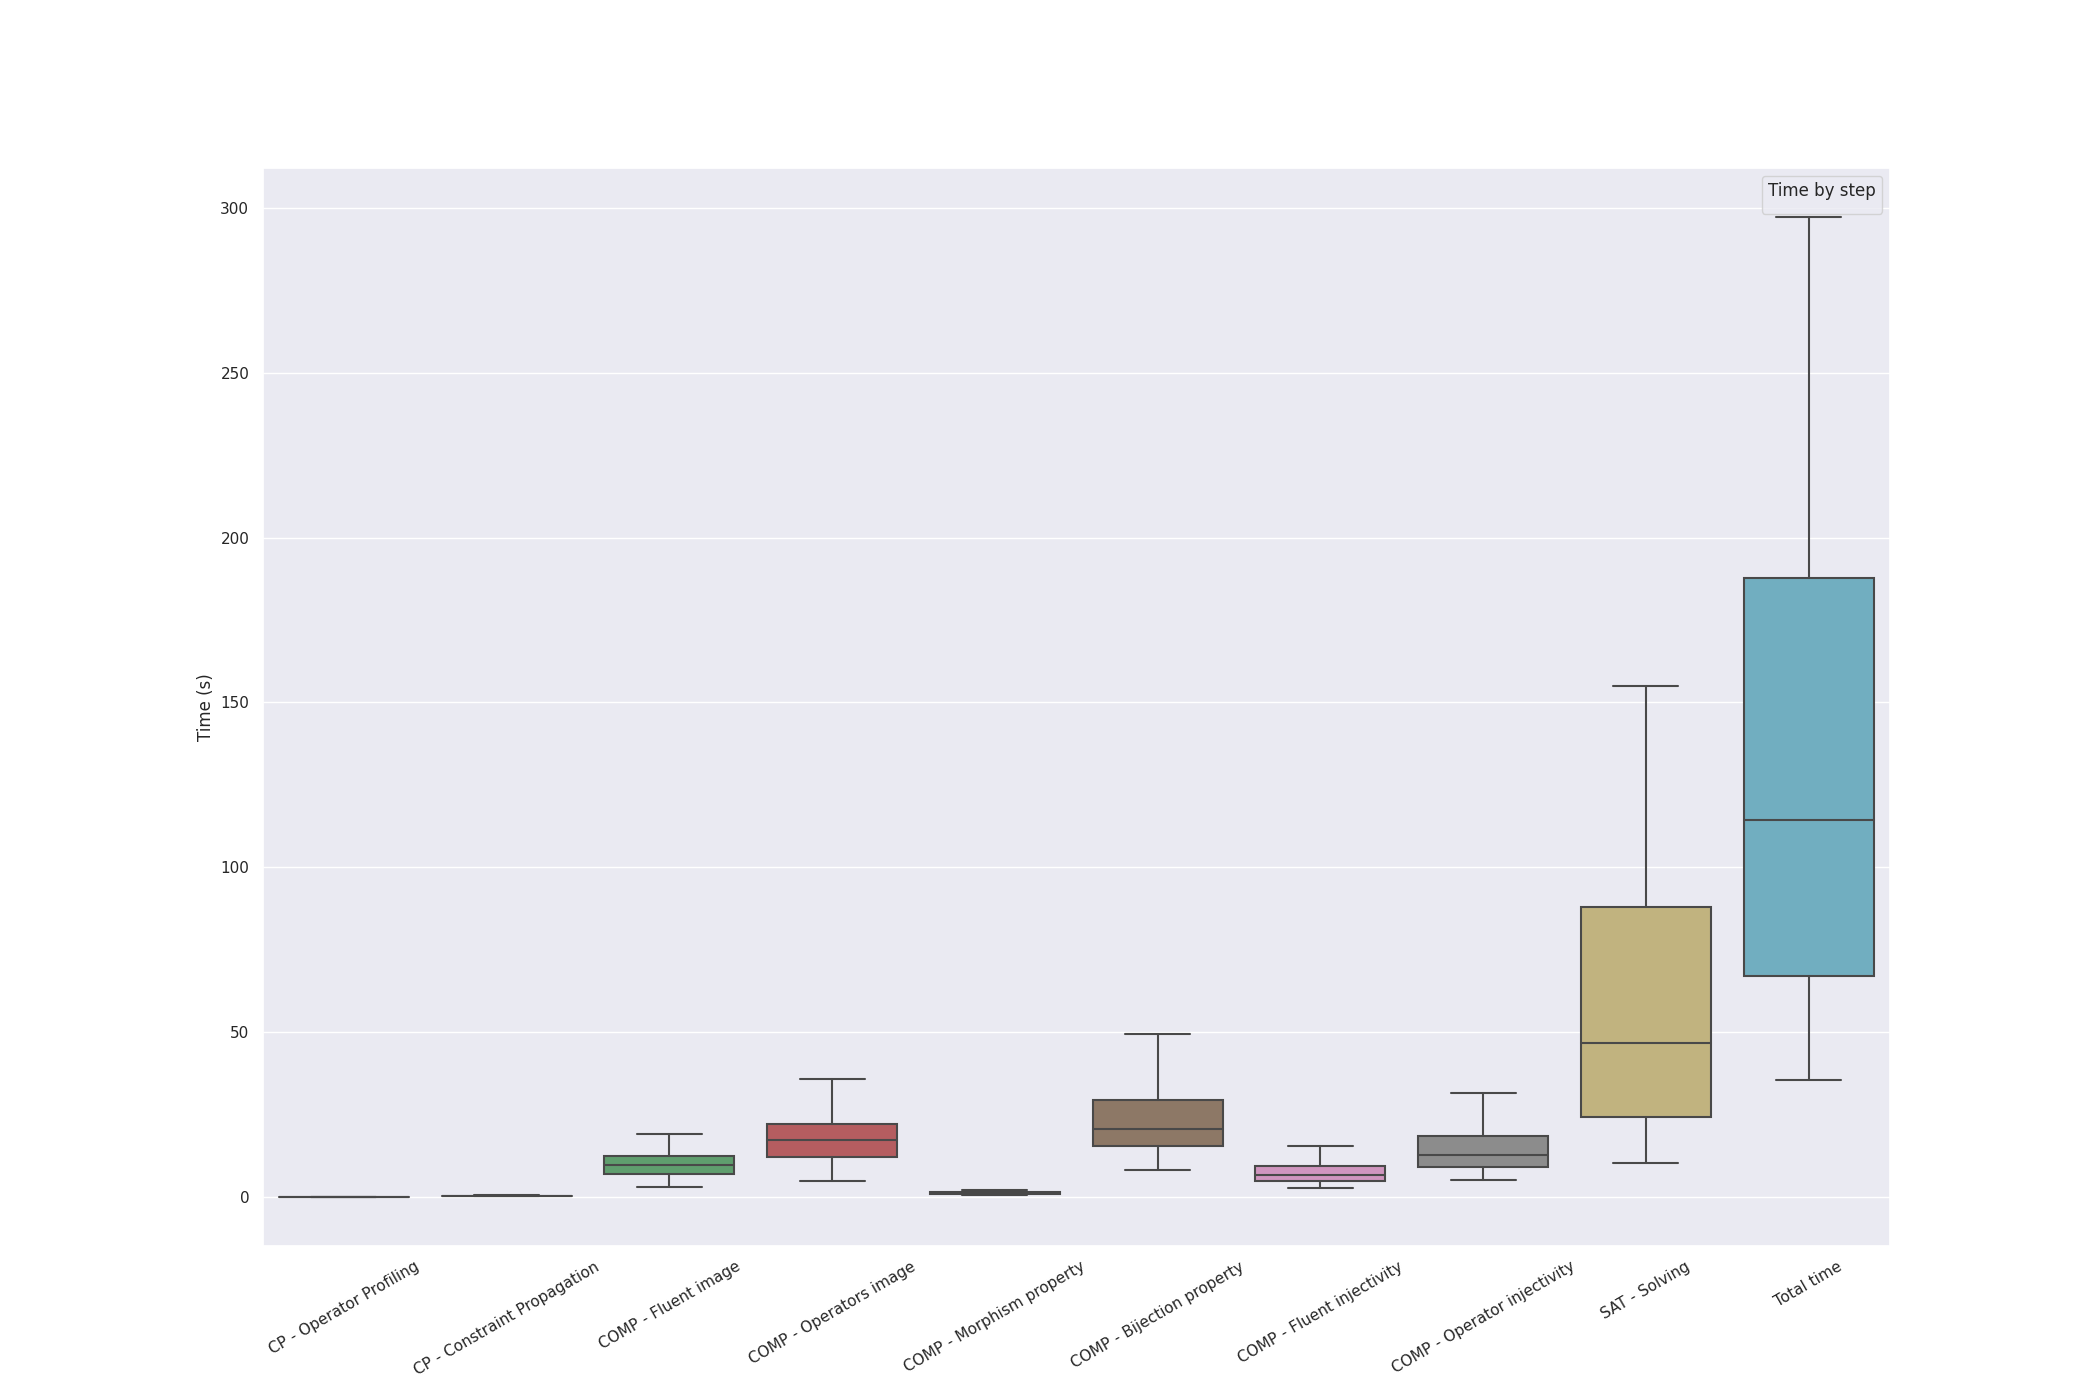 Time by step
300
250
200
150
100
50
0
Time (s)
CP - Operator Profiling
CP - Constraint Propagation
COMP - Fluent image
COMP - Operators image
COMP - Morphism property
COMP - Bijection property
COMP - Fluent injectivity
COMP - Operator injectivity
SAT - Solving
Total time